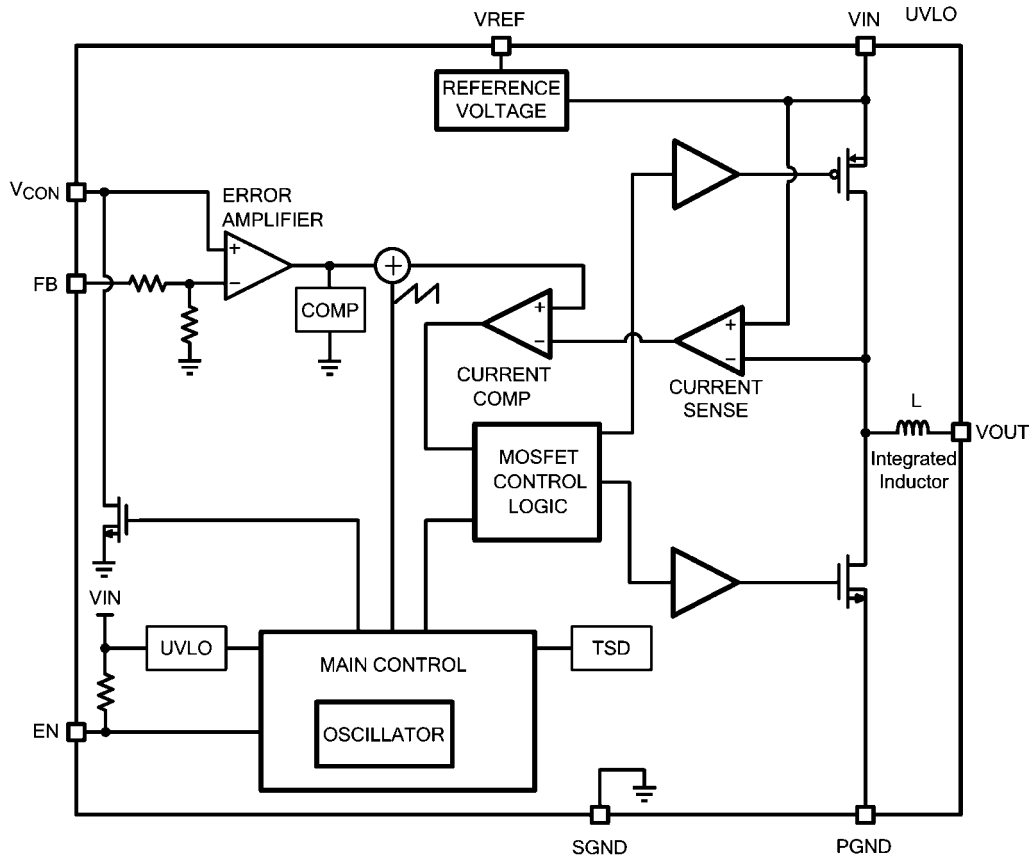 VREF
VIN
UVLO
REFERENCE
VOLTAGE
VCON
ERROR
AMPLIFIER
+
−
FB
COMP
+
+
−
CURRENT
COMP
+
−
CURRENT
SENSE
L
VOUT
Integrated
Inductor
MOSFET
CONTROL
LOGIC
VIN
UVLO
MAIN CONTROL
TSD
EN
OSCILLATOR
SGND
PGND